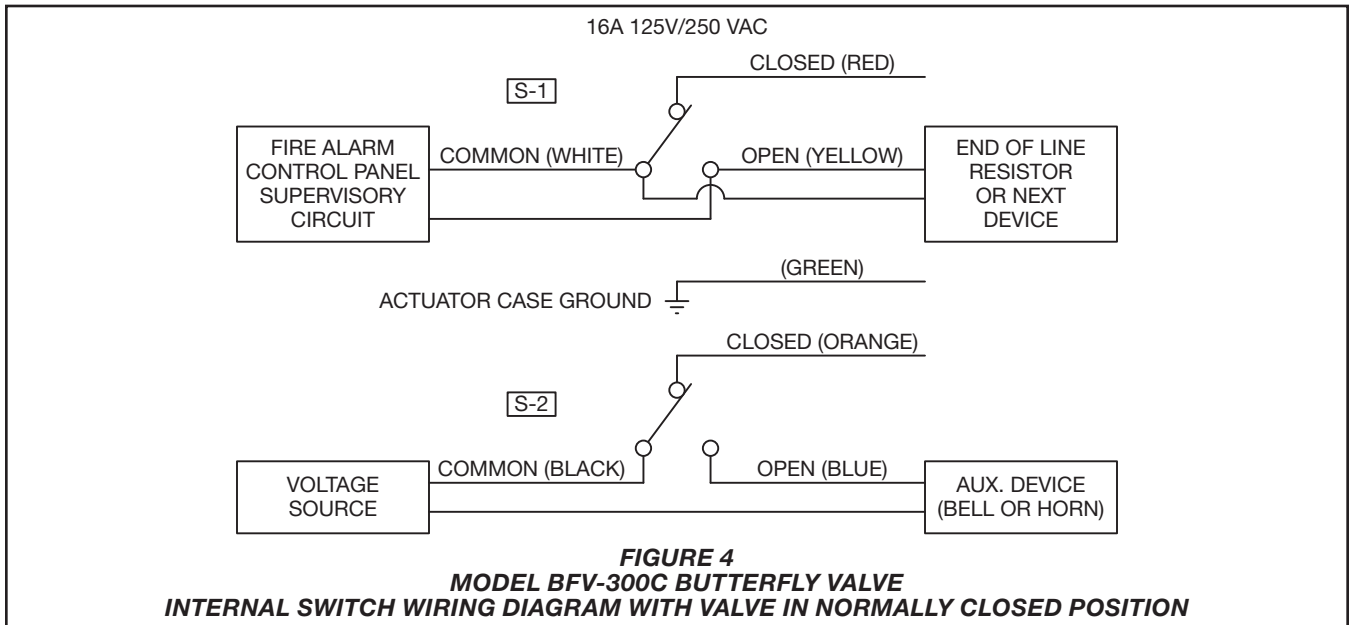 16A 125V/250 VAC
CLOSED (RED)
S-1
FIRE ALARM
CONTROL PANEL
SUPERVISORY
CIRCUIT
COMMON (WHITE)
OPEN (YELLOW)
END OF LINE
RESISTOR
OR NEXT
DEVICE
(GREEN)
ACTUATOR CASE GROUND
CLOSED (ORANGE)
S-2
VOLTAGE
SOURCE
COMMON (BLACK)
OPEN (BLUE)
AUX. DEVICE
(BELL OR HORN)
FIGURE 4
MODEL BFV-300C BUTTERFLY VALVE
INTERNAL SWITCH WIRING DIAGRAM WITH VALVE IN NORMALLY CLOSED POSITION